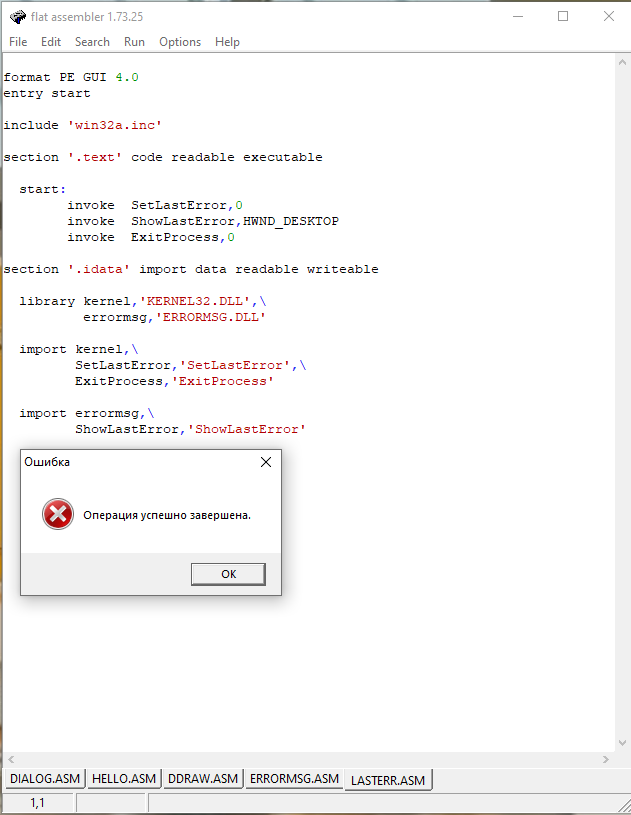 flat assembler 1.73.25
File Edit Search Run Options Help
format PE GUI 4.0
entry start
include 'win32a.inc'
section '.text' code readable executable
start:
invoke SetLastError,0
invoke ShowLastError,HWND_DESKTOP
invoke ExitProcess,0
section '.idata' import data readable writeable
library kernel,'KERNEL32.DLL',\
errormsg,'ERRORMSG.DLL'
import kernel,\
SetLastError,'SetLastError',\
ExitProcess,'ExitProcess'
import errormsg,\
ShowLastError,'ShowLastError'
Ошибка
Операция успешно завершена.
OK
DIALOG.ASM HELLO.ASM DDRAW.ASM ERRORMSG.ASM LASTERR.ASM
1,1